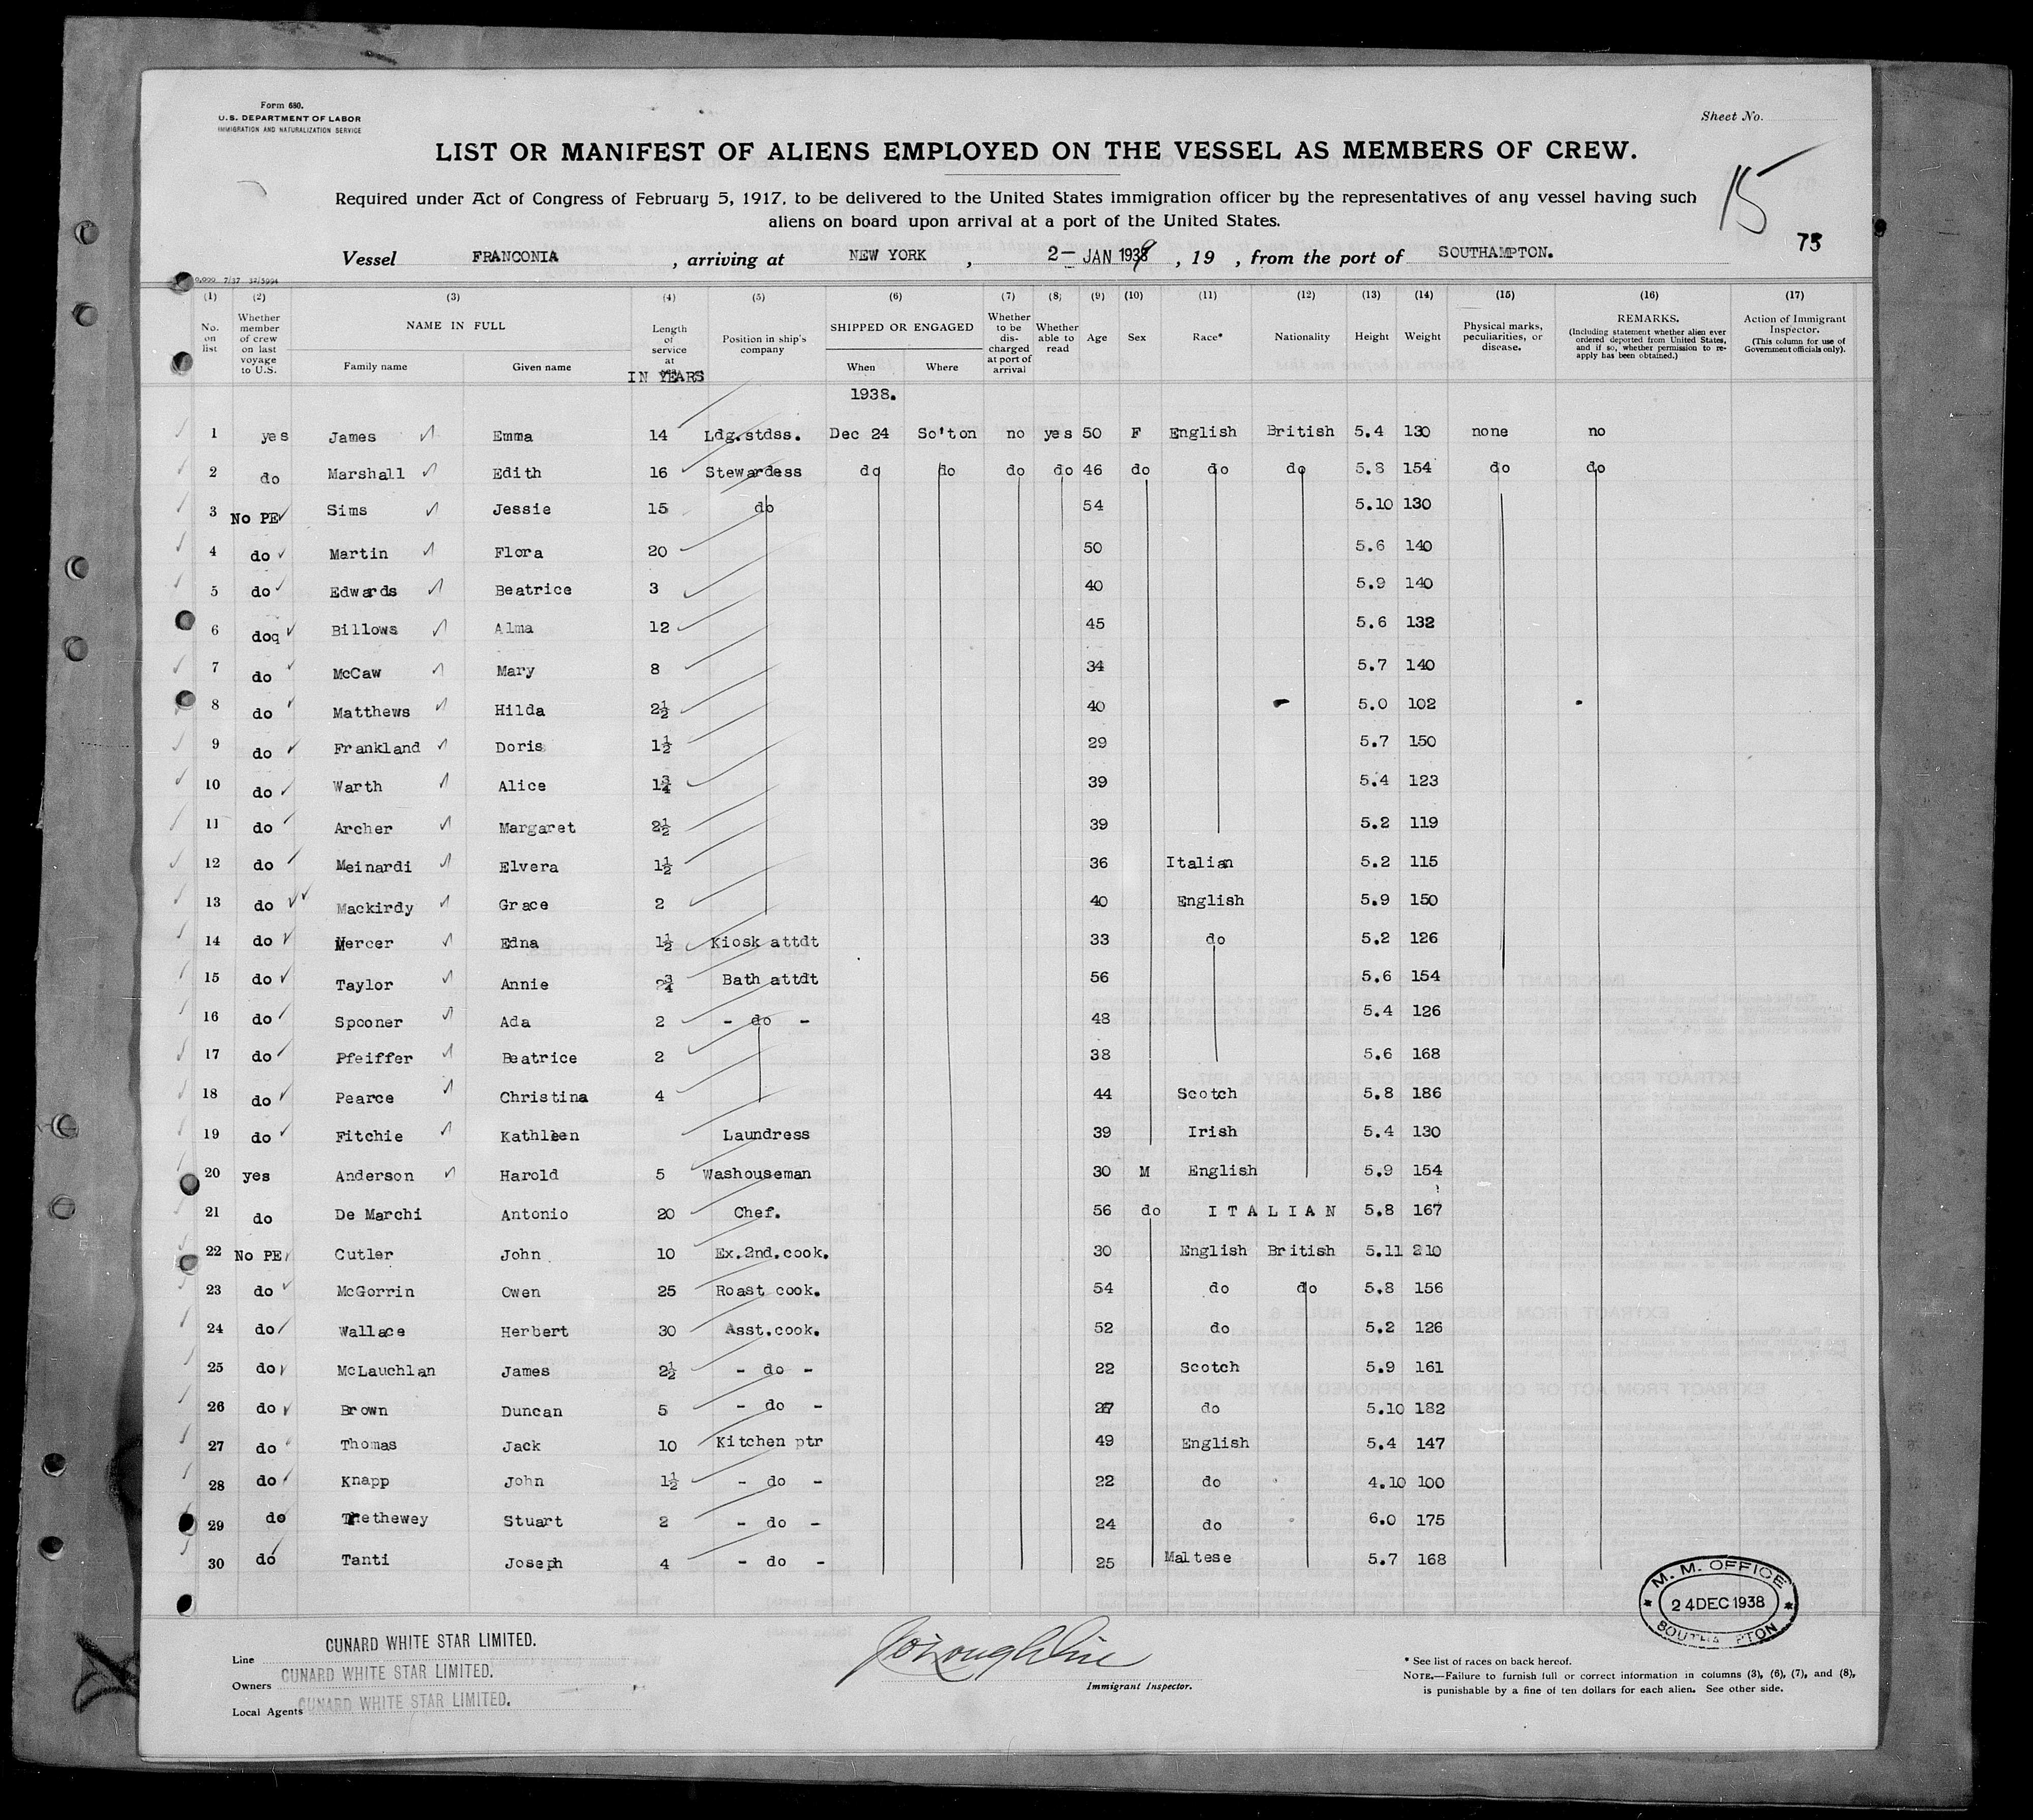 Form 680.
U.S. DEPARTMENT OF LABOR
IMMIGRATION AND NATURALIZATION SERVICE
Sheet No.
LIST OR MANIFEST OF ALIENS EMPLOYED ON THE VESSEL AS MEMBERS OF CREW.
15
Required under Act of Congress of February 5, 1917, to be delivered to the United States immigration officer by the representatives of any vessel having such
aliens on board upon arrival at a port of the United States.
73
Vessel FRANCONIA , arriving at NEW YORK , 2- JAN 1939 , 19 , from the port of SOUTHAMPTON.
(1) (2) (3) (4) (5) (6) (7) (8) (9) (10) (11) (12) (13) (14) (15) (16) (17)
No. on list
Whether member of crew on last voyage to U.S.
NAME IN FULL
Family name
Given name
Length of service at
IN YEARS
Position in ship's company
SHIPPED OR ENGAGED
When
Where
Whether to be discharged at port of arrival
Whether able to read
Age
Sex
Race*
Nationality
Height
Weight
Physical marks, peculiarities, or disease.
REMARKS.
(Including statement whether alien ever ordered deported from United States, and if so, whether permission to reapply has been obtained.)
Action of Immigrant Inspector.
(This column for use of Government officials only).
1938.
1 yes James Emma 14 Ldg.stdss. Dec 24 So'ton no yes 50 F English British 5.4 130 none no
2 do Marshall Edith 16 Stewardess do do do do 46 do do do 5.8 154 do do
3 No PE Sims Jessie 15 do 54 5.10 130
4 do Martin Flora 20 50 5.6 140
5 do Edwards Beatrice 3 40 5.9 140
6 doq Billows Alma 12 45 5.6 132
7 do McCaw Mary 8 34 5.7 140
8 do Matthews Hilda 2½ 40 5.0 102
9 do Frankland Doris 1½ 29 5.7 150
10 do Warth Alice 1¾ 39 5.4 123
11 do Archer Margaret 2½ 39 5.2 119
12 do Meinardi Elvera 1½ 36 Italian 5.2 115
13 do Mackirdy Grace 2 40 English 5.9 150
14 do Mercer Edna 1½ Kiosk attdt 33 do 5.2 126
15 do Taylor Annie 2¾ Bath attdt 56 5.6 154
16 do Spooner Ada 2 - do - 48 5.4 126
17 do Pfeiffer Beatrice 2 38 5.6 168
18 do Pearce Christina 4 44 Scotch 5.8 186
19 do Fitchie Kathleen Laundress 39 Irish 5.4 130
20 yes Anderson Harold 5 Washouseman 30 M English 5.9 154
21 do De Marchi Antonio 20 Chef. 56 do ITALIAN 5.8 167
22 No PE Cutler John 10 Ex.2nd.cook. 30 English British 5.11 210
23 do McGorrin Owen 25 Roast cook. 54 do do 5.8 156
24 do Wallace Herbert 30 Asst.cook. 52 do 5.2 126
25 do McLauchlan James 2½ - do - 22 Scotch 5.9 161
26 do Brown Duncan 5 - do - 27 do 5.10 182
27 do Thomas Jack 10 Kitchen ptr 49 English 5.4 147
28 do Knapp John 1½ - do - 22 do 4.10 100
29 do Trethewey Stuart 2 - do - 24 do 6.0 175
30 do Tanti Joseph 4 - do - 25 Maltese 5.7 168
M. M. OFFICE
24 DEC 1938
SOUTHAMPTON
Line CUNARD WHITE STAR LIMITED.
Owners CUNARD WHITE STAR LIMITED.
Local Agents CUNARD WHITE STAR LIMITED.
Immigrant Inspector.
* See list of races on back hereof.
NOTE.—Failure to furnish full or correct information in columns (3), (6), (7), and (8),
is punishable by a fine of ten dollars for each alien. See other side.